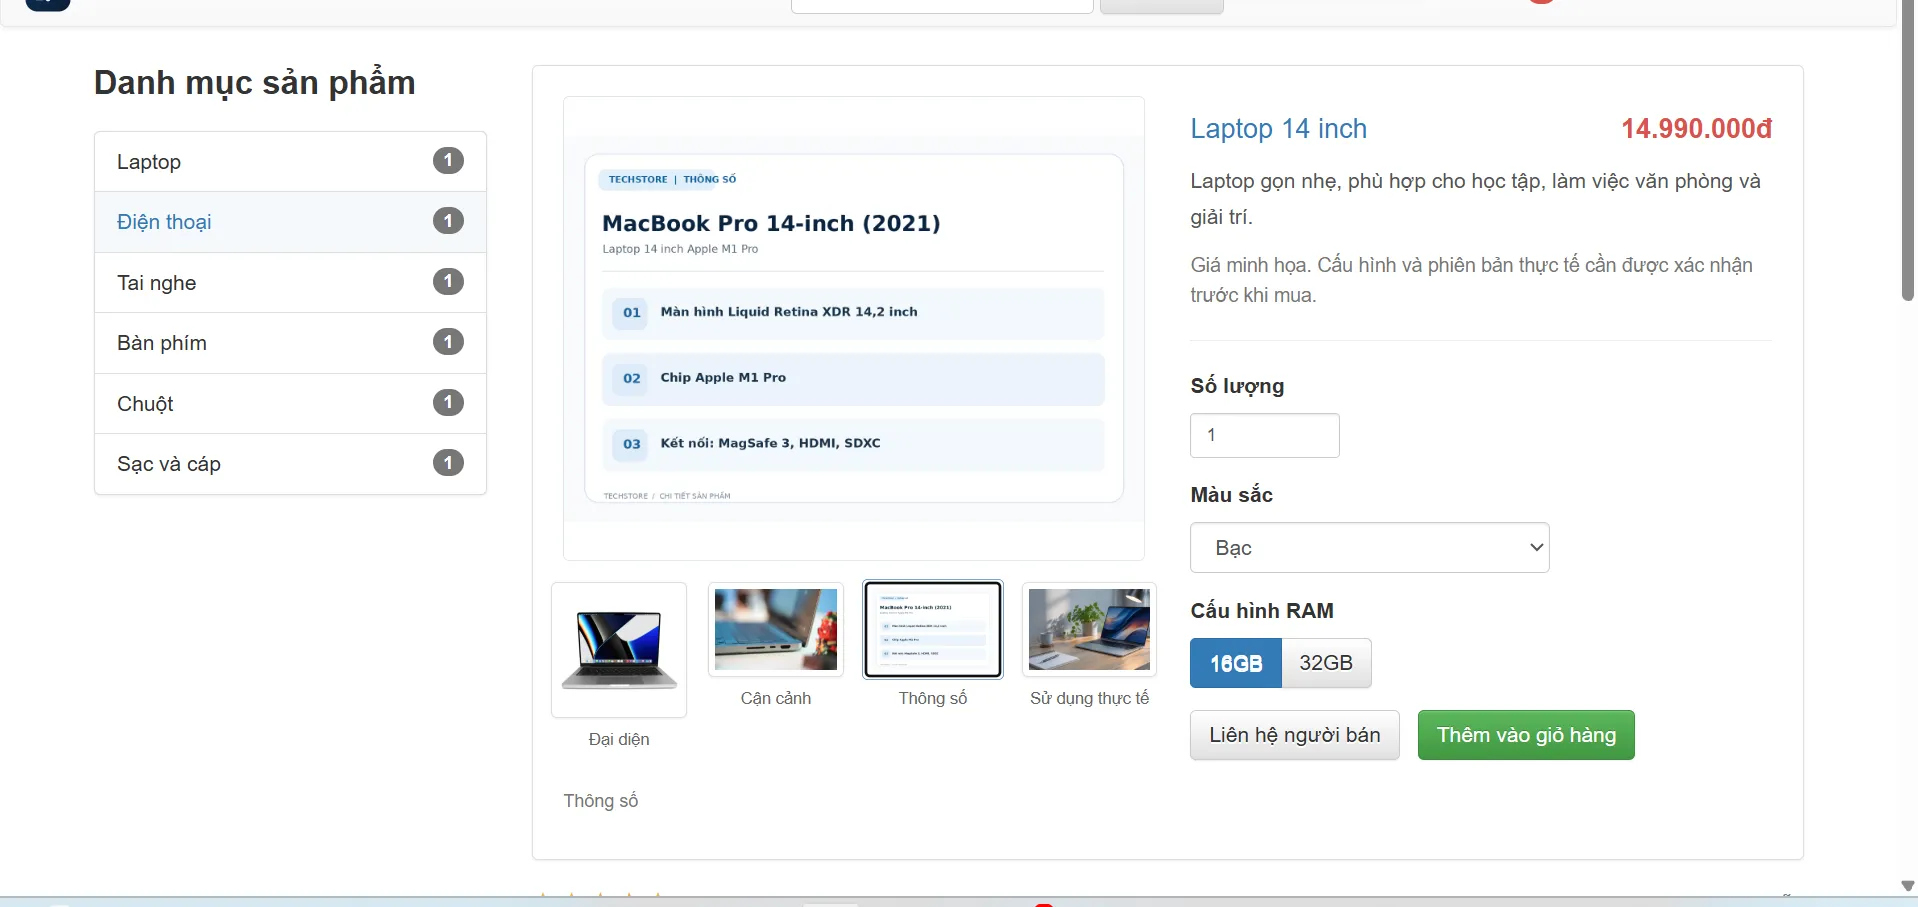 Danh mục sản phẩm
Laptop 1
Điện thoại 1
Tai nghe 1
Bàn phím 1
Chuột 1
Sạc và cáp 1
TECHSTORE | THÔNG SỐ
MacBook Pro 14-inch (2021)
Laptop 14 inch Apple M1 Pro
01 Màn hình Liquid Retina XDR 14,2 inch
02 Chip Apple M1 Pro
03 Kết nối: MagSafe 3, HDMI, SDXC
TECHSTORE / CHI TIẾT SẢN PHẨM
Đại diện
Cận cảnh
MacBook Pro 14-inch (2021)
Thông số
Sử dụng thực tế
Thông số
Laptop 14 inch 14.990.000đ
Laptop gọn nhẹ, phù hợp cho học tập, làm việc văn phòng và
giải trí.
Giá minh họa. Cấu hình và phiên bản thực tế cần được xác nhận
trước khi mua.
Số lượng
1
Màu sắc
Bạc
Cấu hình RAM
16GB 32GB
Liên hệ người bán Thêm vào giỏ hàng